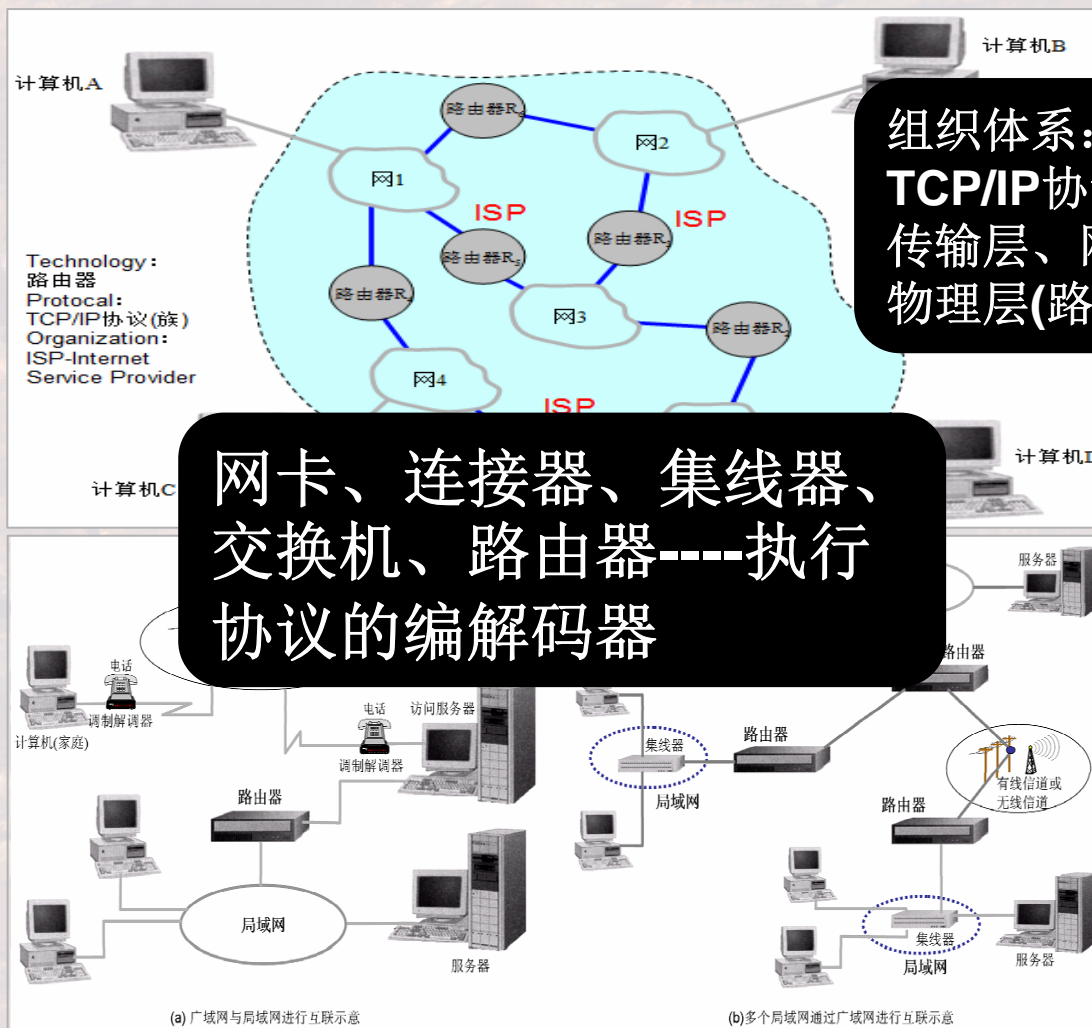 计算机A
计算机B
路由器R6
网2
网1
ISP
ISP
路由器R3
路由器R5
Technology：
路由器
Protocal：
TCP/IP协议(族)
Organization：
ISP-Internet
Service Provider
路由器R4
网3
路由器R2
网4
ISP
组织体系：
TCP/IP协
传输层、
物理层(路
计算机C
计算机
网卡、连接器、集线器、
交换机、路由器----执行
协议的编解码器
电话
调制解调器
计算机(家庭)
电话
调制解调器
访问服务器
路由器
局域网
服务器
(a) 广域网与局域网进行互联示意
服务器
路由器
集线器
路由器
局域网
有线信道或
无线信道
路由器
集线器
局域网
服务器
(b)多个局域网通过广域网进行互联示意